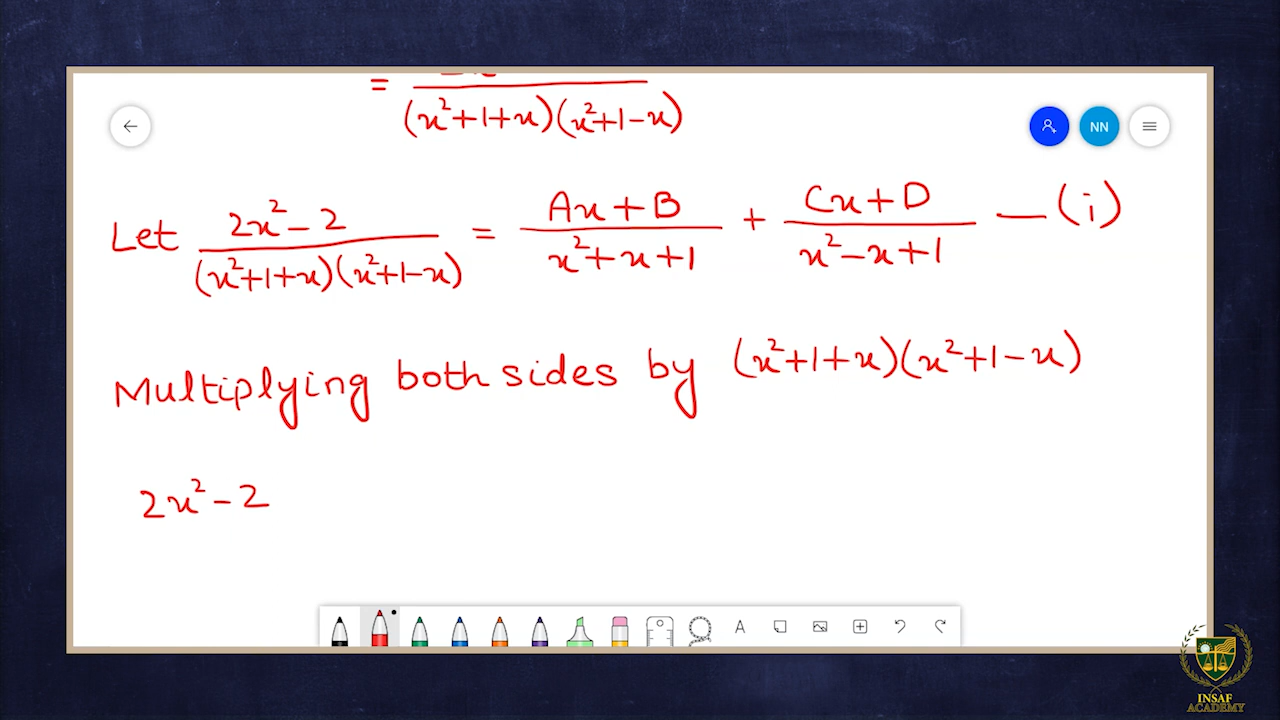 = (x²+1+x)(x²+1-x)
NN
Let (2x²-2)/((x²+1+x)(x²+1-x)) = (Ax+B)/(x²+x+1) + (Cx+D)/(x²-x+1) — (i)
Multiplying both sides by (x²+1+x)(x²+1-x)
2x²-2
A
INSAF
ACADEMY